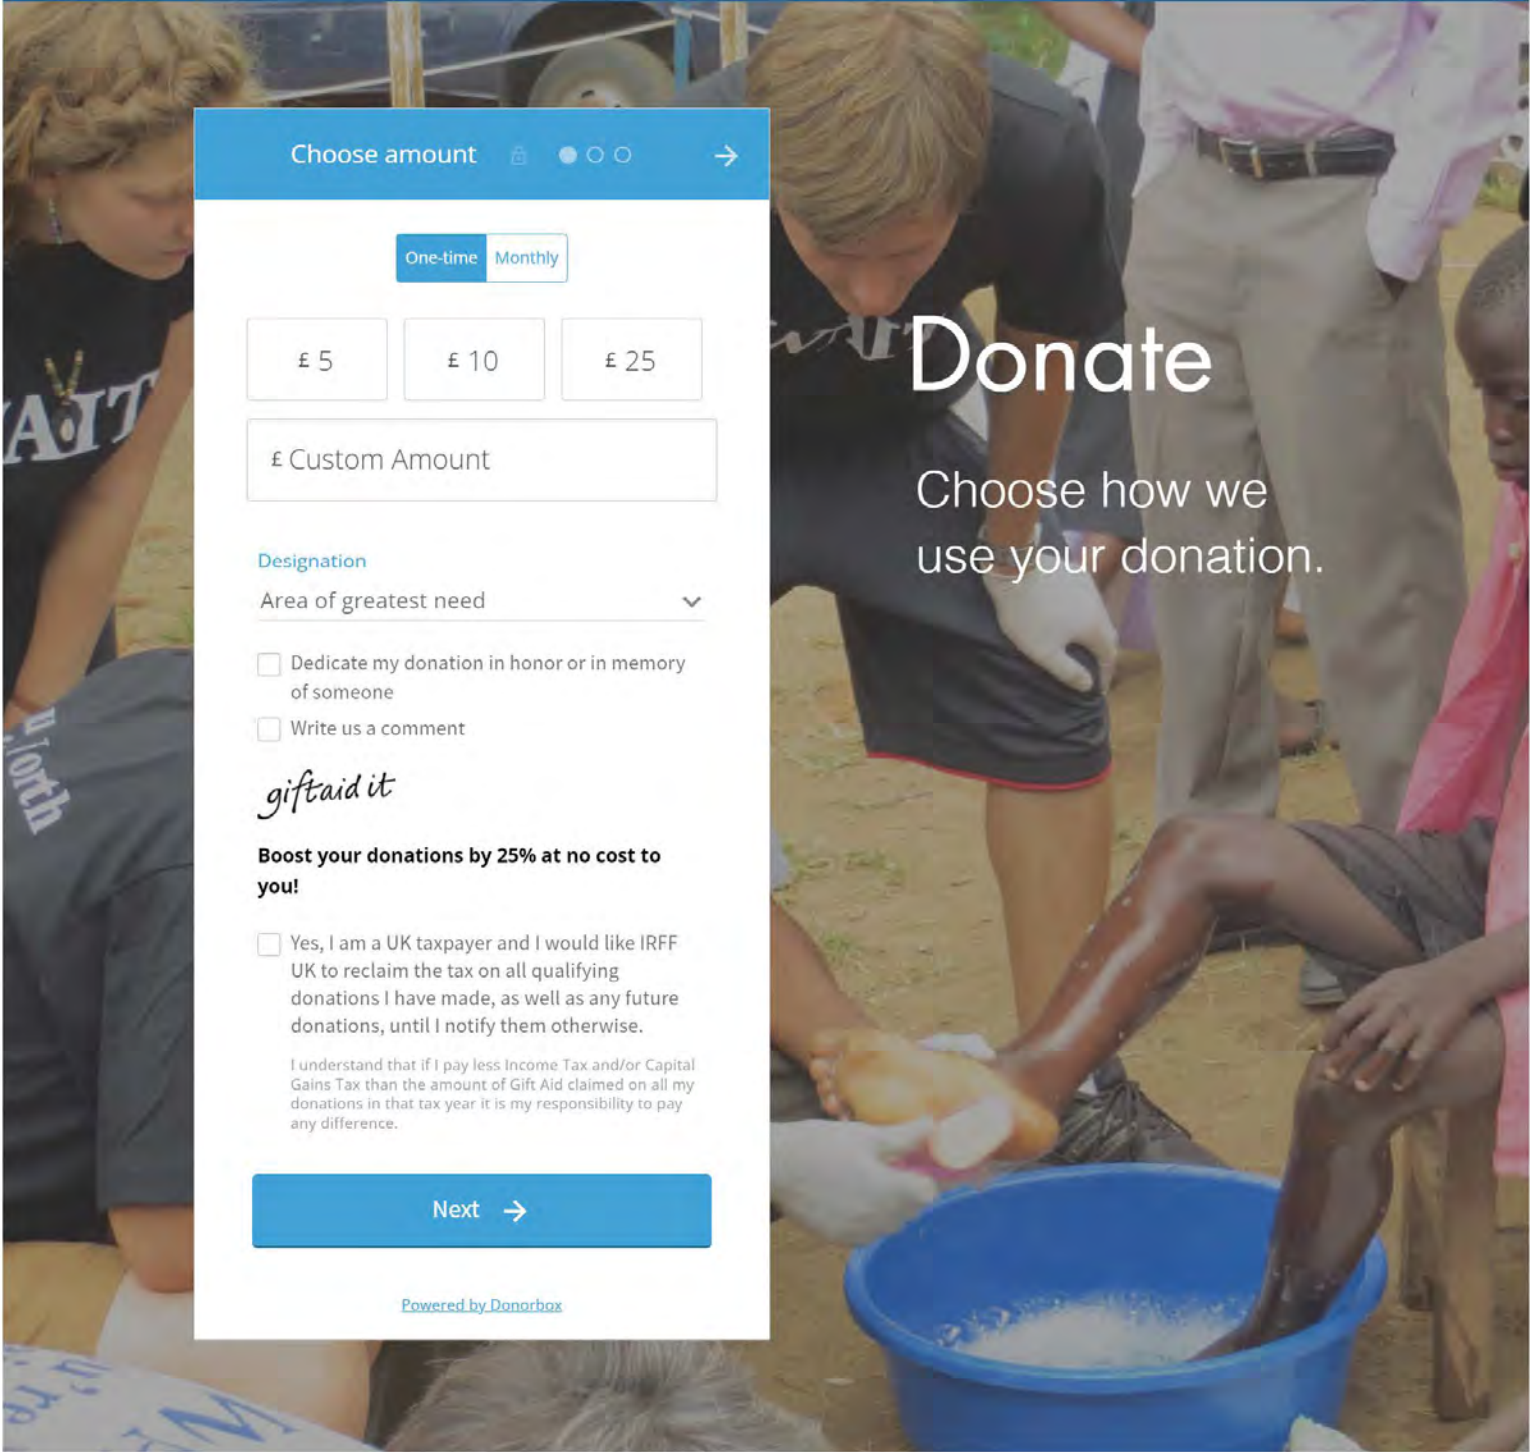 Choose amount
One-time Monthly
£ 5 £ 10 £ 25
£ Custom Amount
Designation
Area of greatest need
Dedicate my donation in honor or in memory
of someone
Write us a comment
giftaid it
Boost your donations by 25% at no cost to
you!
Yes, I am a UK taxpayer and I would like IRFF
UK to reclaim the tax on all qualifying
donations I have made, as well as any future
donations, until I notify them otherwise.
I understand that if I pay less Income Tax and/or Capital
Gains Tax than the amount of Gift Aid claimed on all my
donations in that tax year it is my responsibility to pay
any difference.
Next
Powered by Donorbox
Donate
Choose how we
use your donation.